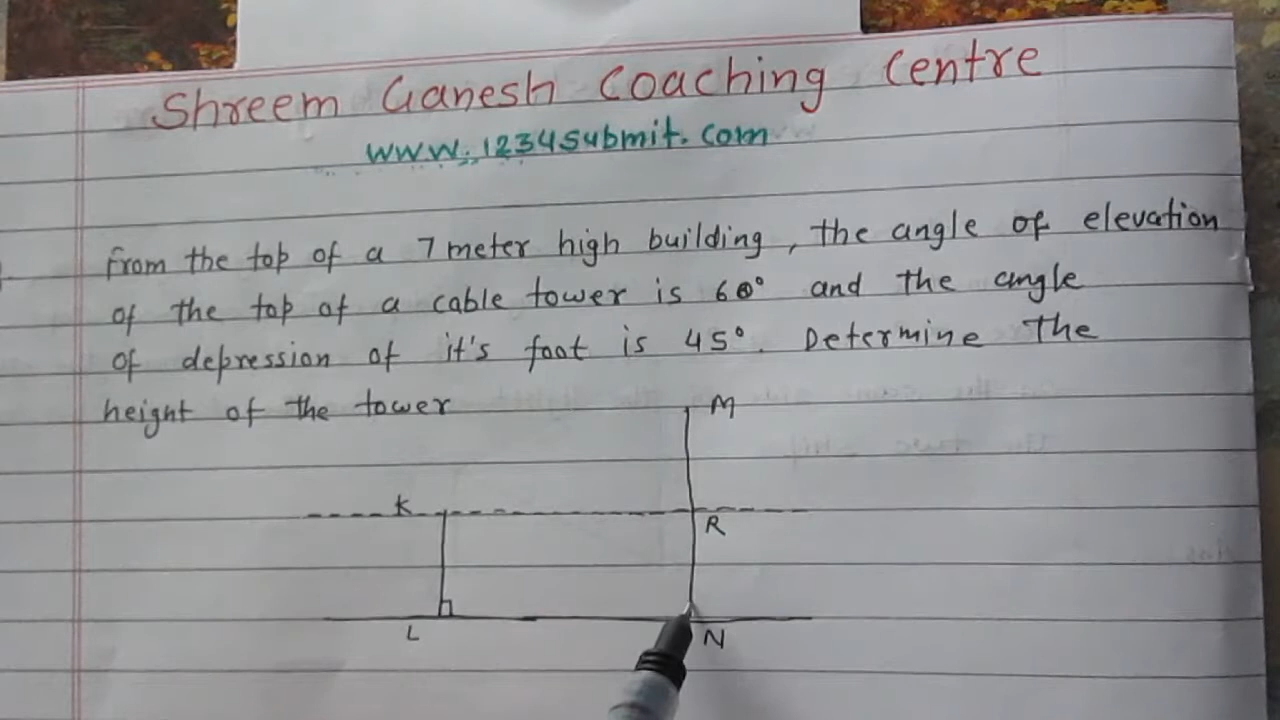 Shreem Ganesh Coaching Centre
www.1234submit.com
From the top of a 7 meter high building, the angle of elevation
of the top of a cable tower is 60° and the angle
of depression of it's foot is 45°. Determine the
height of the tower
M
K
R
L
N